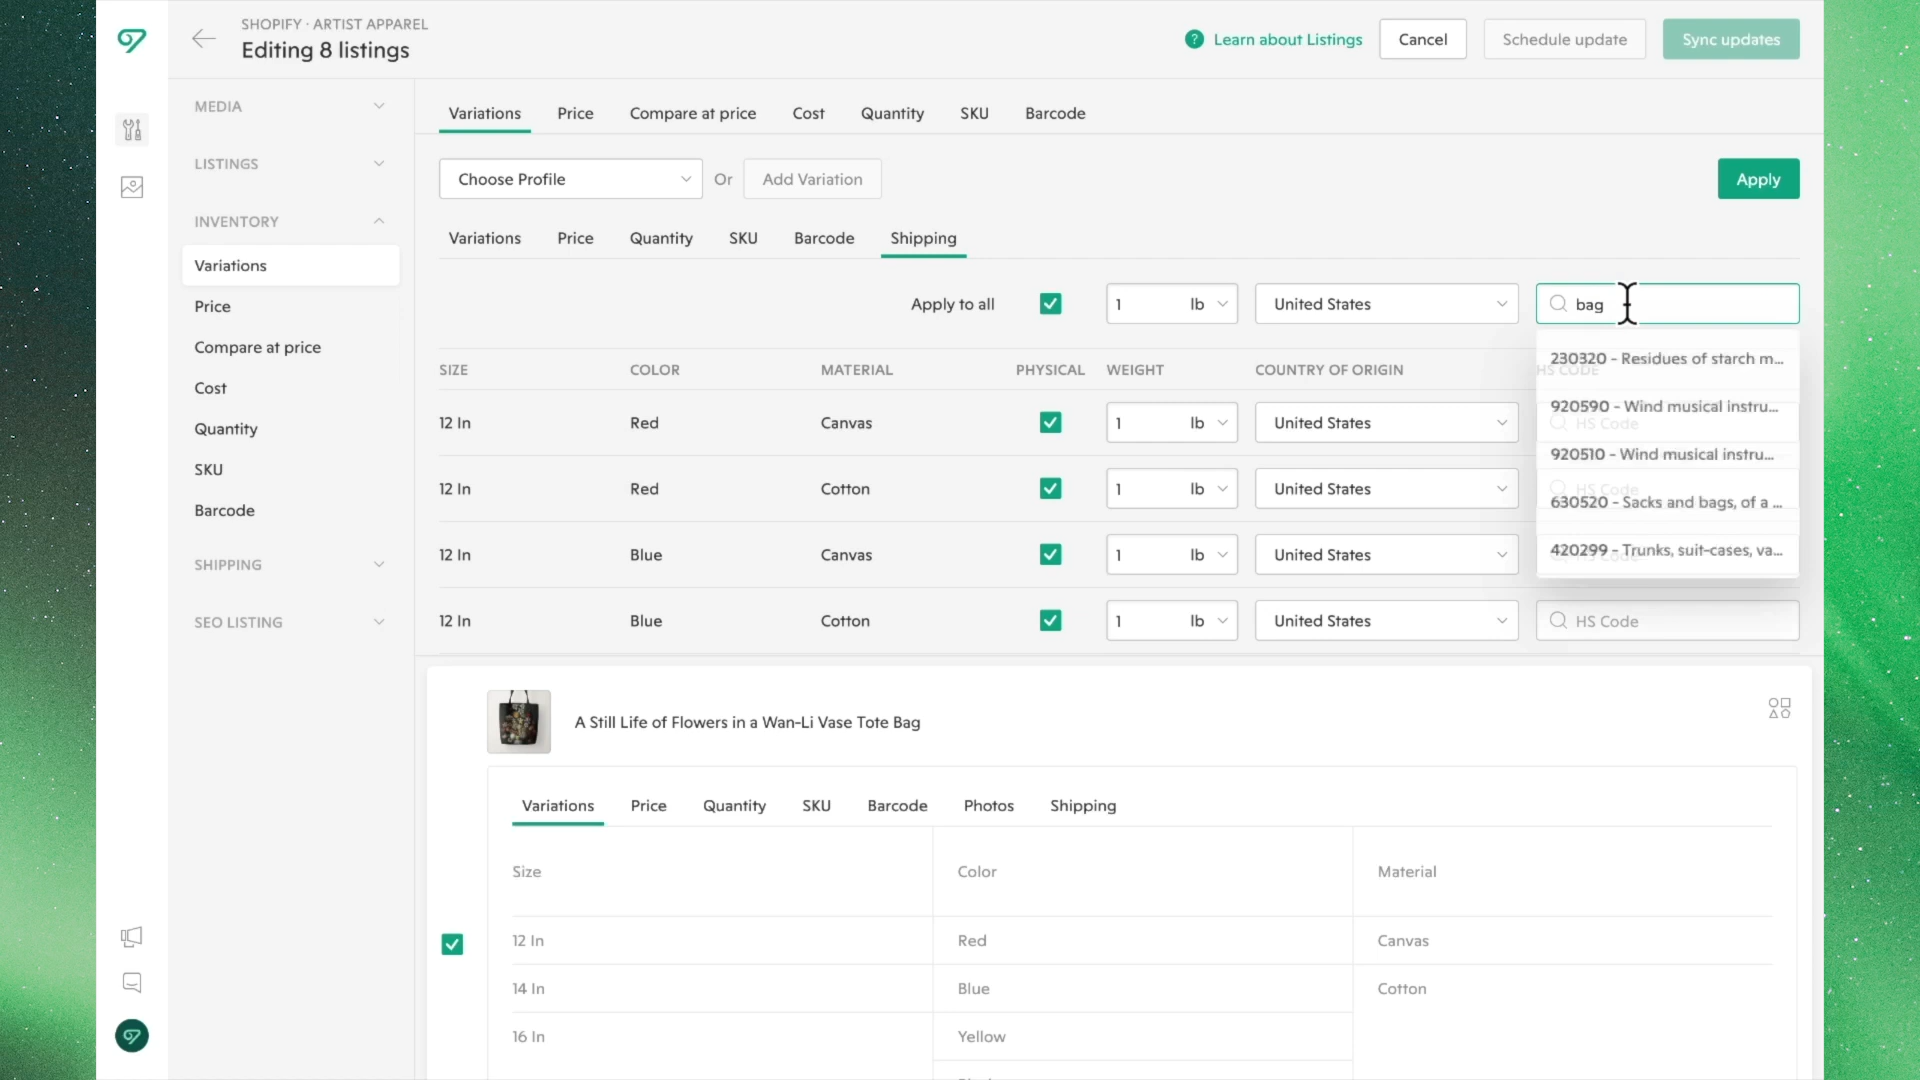 SHOPIFY · ARTIST APPAREL
Editing 8 listings
? Learn about Listings
Cancel
Schedule update
Sync updates
MEDIA
LISTINGS
INVENTORY
Variations
Price
Compare at price
Cost
Quantity
SKU
Barcode
SHIPPING
SEO LISTING
Variations Price Compare at price Cost Quantity SKU Barcode
Choose Profile Or Add Variation Apply
Variations Price Quantity SKU Barcode Shipping
Apply to all 1 lb United States bag
SIZE COLOR MATERIAL PHYSICAL WEIGHT COUNTRY OF ORIGIN HS CODE
230320 - Residues of starch m...
920590 - Wind musical instru...
920510 - Wind musical instru...
630520 - Sacks and bags, of a ...
420299 - Trunks, suit-cases, va...
12 In Red Canvas 1 lb United States HS Code
12 In Red Cotton 1 lb United States HS Code
12 In Blue Canvas 1 lb United States HS Code
12 In Blue Cotton 1 lb United States HS Code
A Still Life of Flowers in a Wan-Li Vase Tote Bag
Variations Price Quantity SKU Barcode Photos Shipping
Size Color Material
12 In Red Canvas
14 In Blue Cotton
16 In Yellow